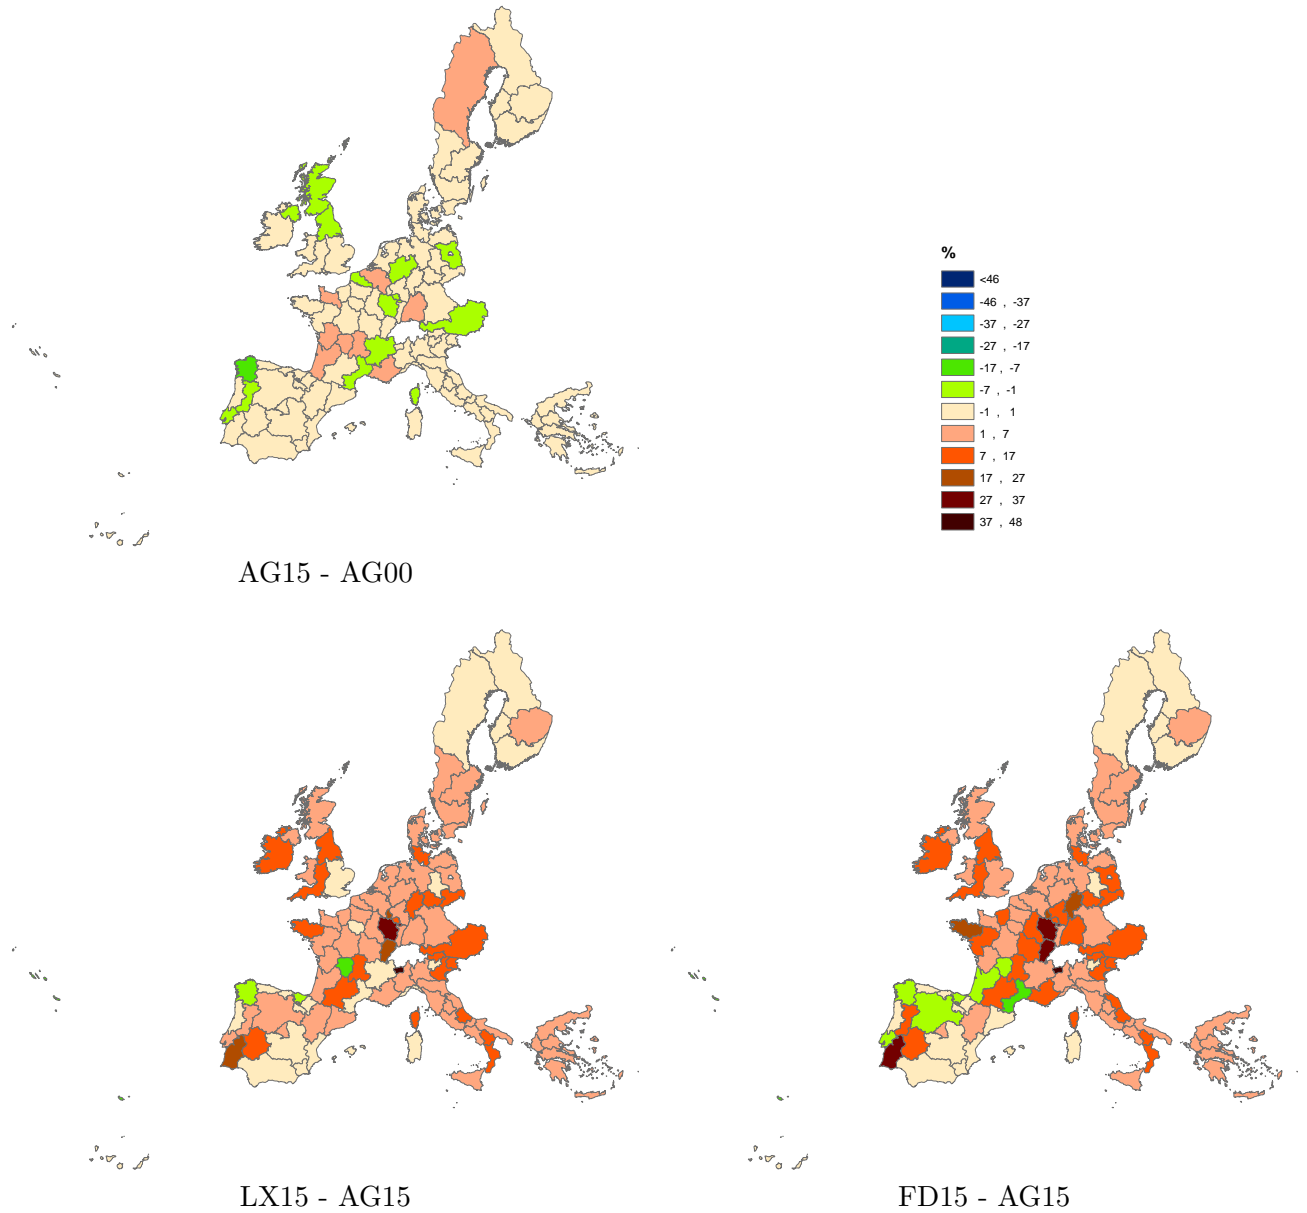 %
<46
-46 , -37
-37 , -27
-27 , -17
-17 , -7
-7 , -1
-1 , 1
1 , 7
7 , 17
17 , 27
27 , 37
37 , 48
AG15 - AG00
LX15 - AG15
FD15 - AG15